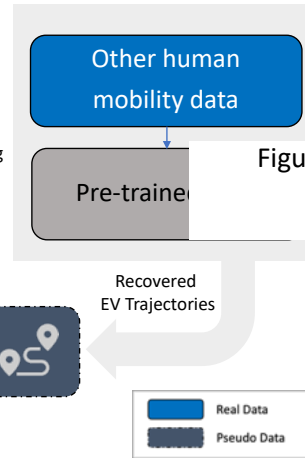 Other human
mobility data
g
Figu
Pre-traine
Recovered
EV Trajectories
Real Data
Pseudo Data